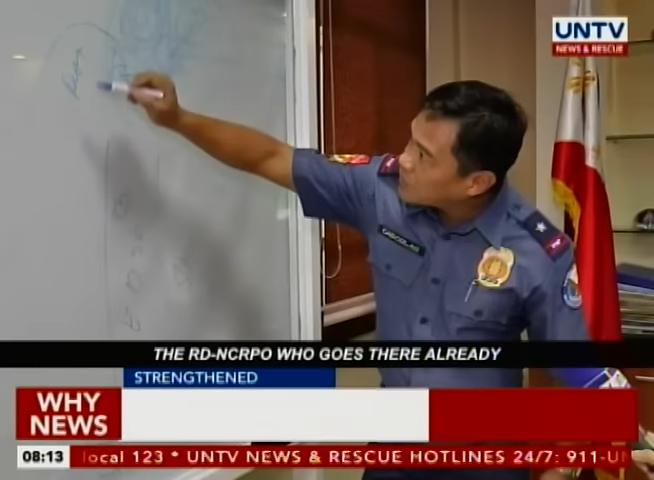 UNTV
NEWS & RESCUE
THE RD-NCRPO WHO GOES THERE ALREADY
STRENGTHENED
WHY
NEWS
08:13
local 123 * UNTV NEWS & RESCUE HOTLINES 24/7: 911-UN